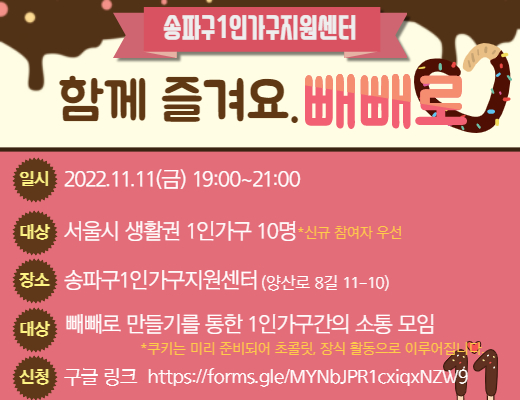 송파구1인가구지원센터
함께 즐겨요. 빼빼로
일시 2022.11.11(금) 19:00~21:00
대상 서울시 생활권 1인가구 10명 *신규 참여자 우선
장소 송파구1인가구지원센터 (양산로 8길 11-10)
대상 빼빼로 만들기를 통한 1인가구간의 소통 모임
*쿠키는 미리 준비되어 초콜릿, 장식 활동으로 이루어집니다
신청 구글 링크 https://forms.gle/MYNbJPR1cxiqxNZW9